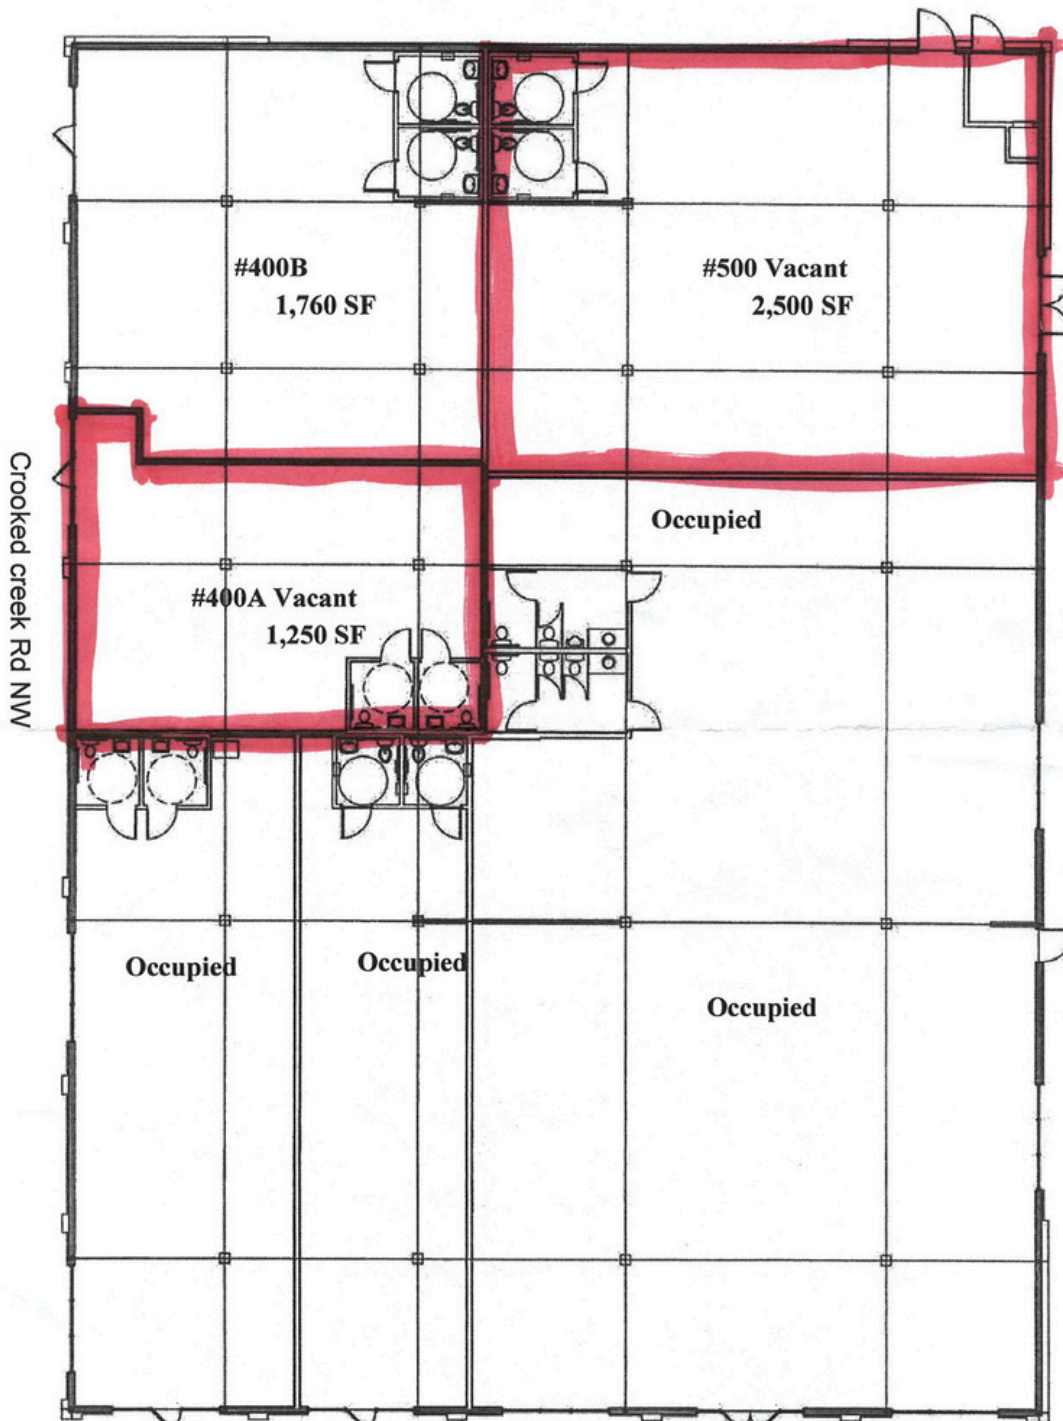 #400B
1,760 SF
#500 Vacant
2,500 SF
Crooked creek Rd NW
Occupied
#400A Vacant
1,250 SF
Occupied
Occupied
Occupied